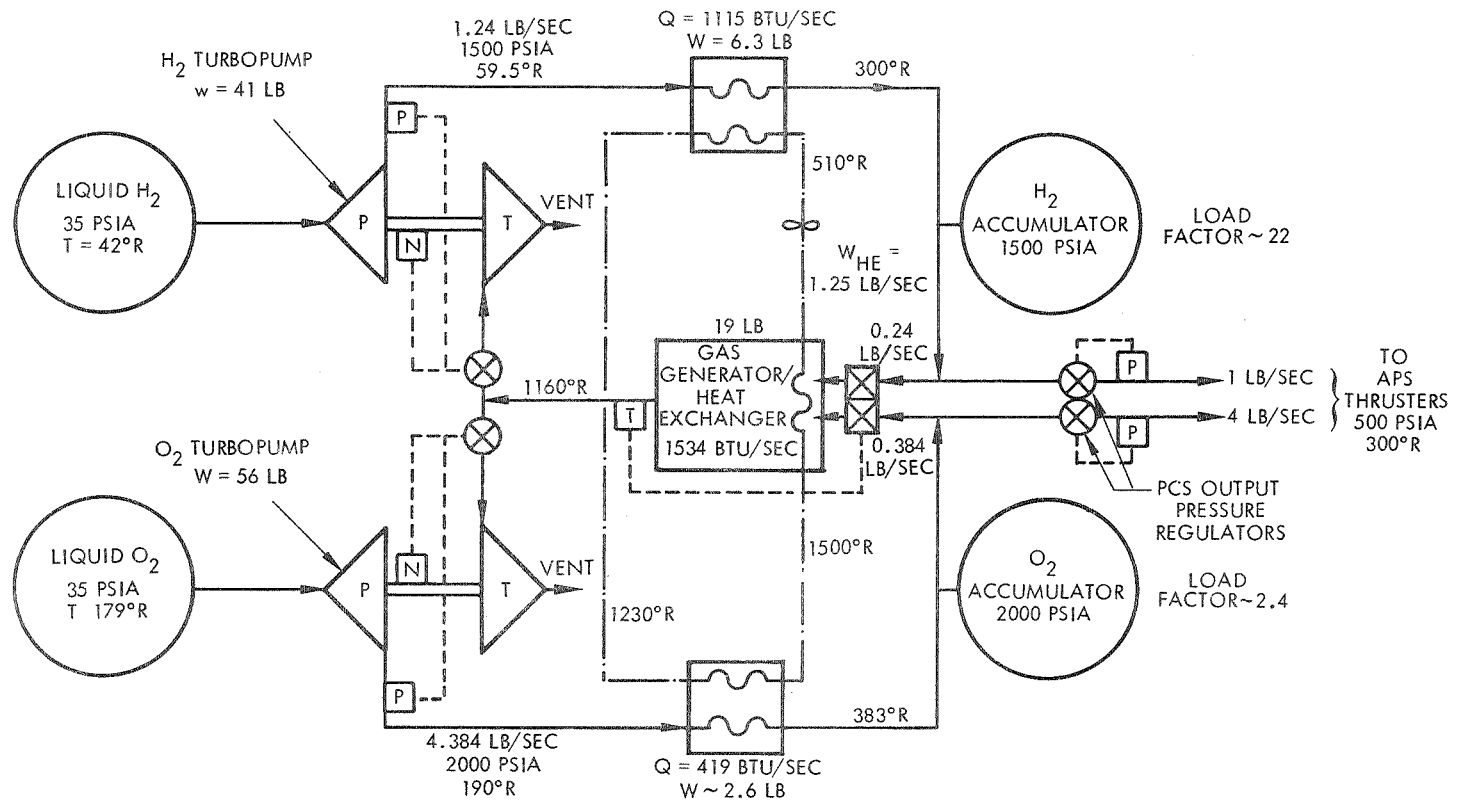 Q = 1115 BTU/SEC
W = 6.3 LB
1.24 LB/SEC
1500 PSIA
59.5°R
300°R
H2 TURBOPUMP
w = 41 LB
P
LIQUID H2
35 PSIA
T = 42°R
P
T
VENT
N
510°R
WHE =
1.25 LB/SEC
H2
ACCUMULATOR
1500 PSIA
LOAD
FACTOR~ 22
19 LB
GAS
GENERATOR/
HEAT
EXCHANGER
1534 BTU/SEC
0.24
LB/SEC
0.384
LB/SEC
1160°R
T
P
P
1 LB/SEC
4 LB/SEC
TO
APS
THRUSTERS
500 PSIA
300°R
PCS OUTPUT
PRESSURE
REGULATORS
O2 TURBOPUMP
W = 56 LB
LIQUID O2
35 PSIA
T 179°R
P
N
T
VENT
1230°R
1500°R
O2
ACCUMULATOR
2000 PSIA
LOAD
FACTOR~2.4
P
383°R
4.384 LB/SEC
2000 PSIA
190°R
Q = 419 BTU/SEC
W ~ 2.6 LB